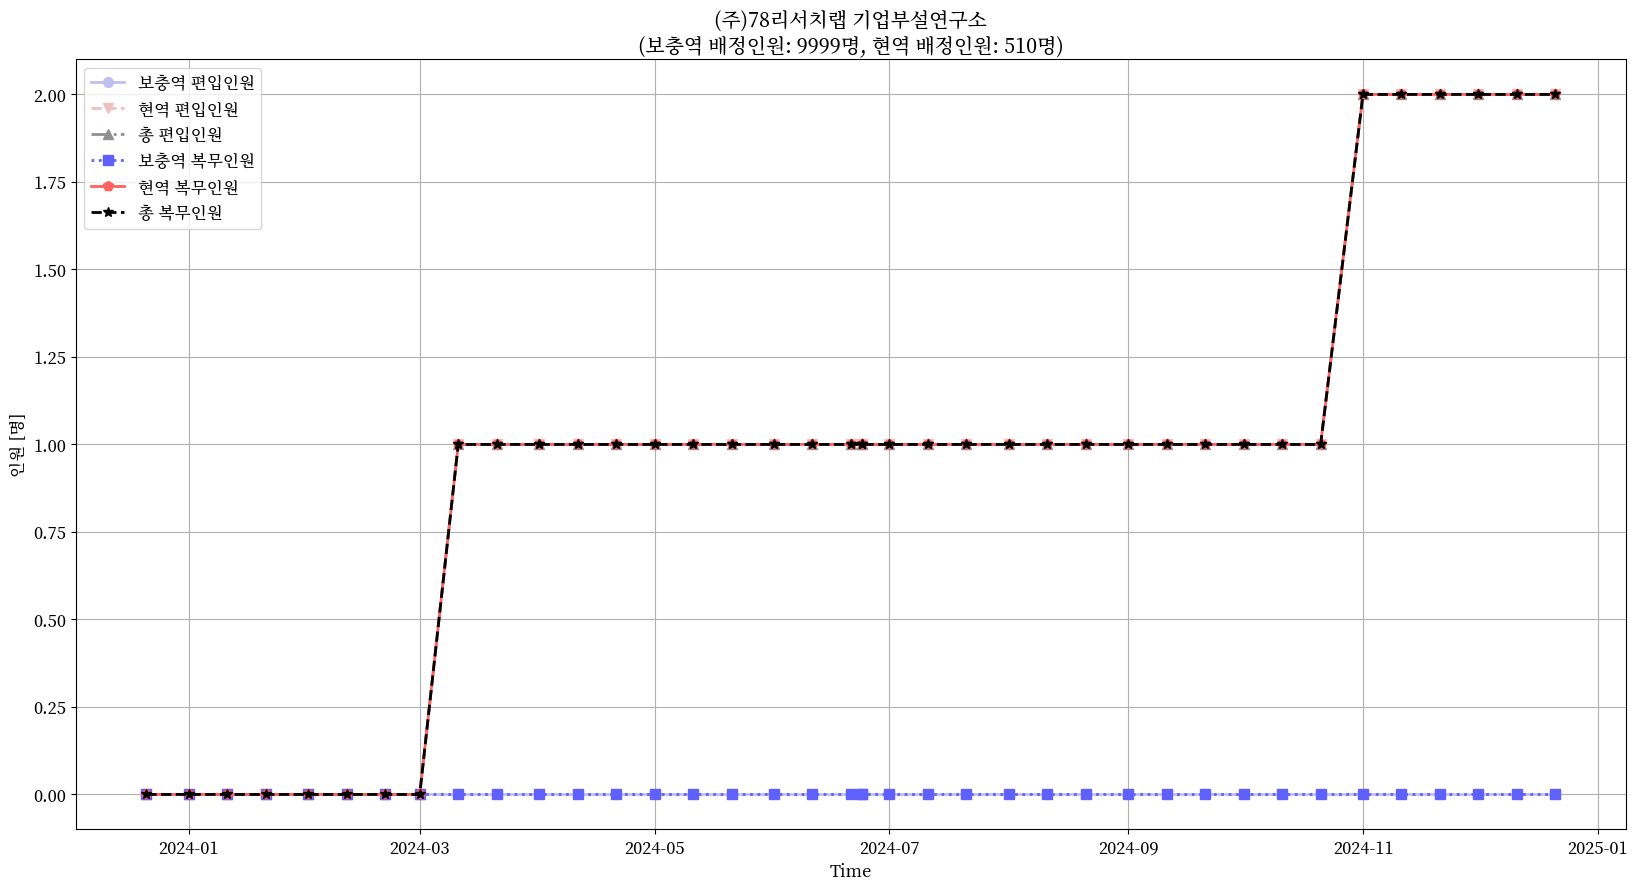 (주)78리서치랩 기업부설연구소
(보충역 배정인원: 9999명, 현역 배정인원: 510명)
보충역 편입인원
현역 편입인원
총 편입인원
보충역 복무인원
현역 복무인원
총 복무인원
2.00
1.75
1.50
1.25
1.00
0.75
0.50
0.25
0.00
인원 [명]
2024-01
2024-03
2024-05
2024-07
2024-09
2024-11
2025-01
Time